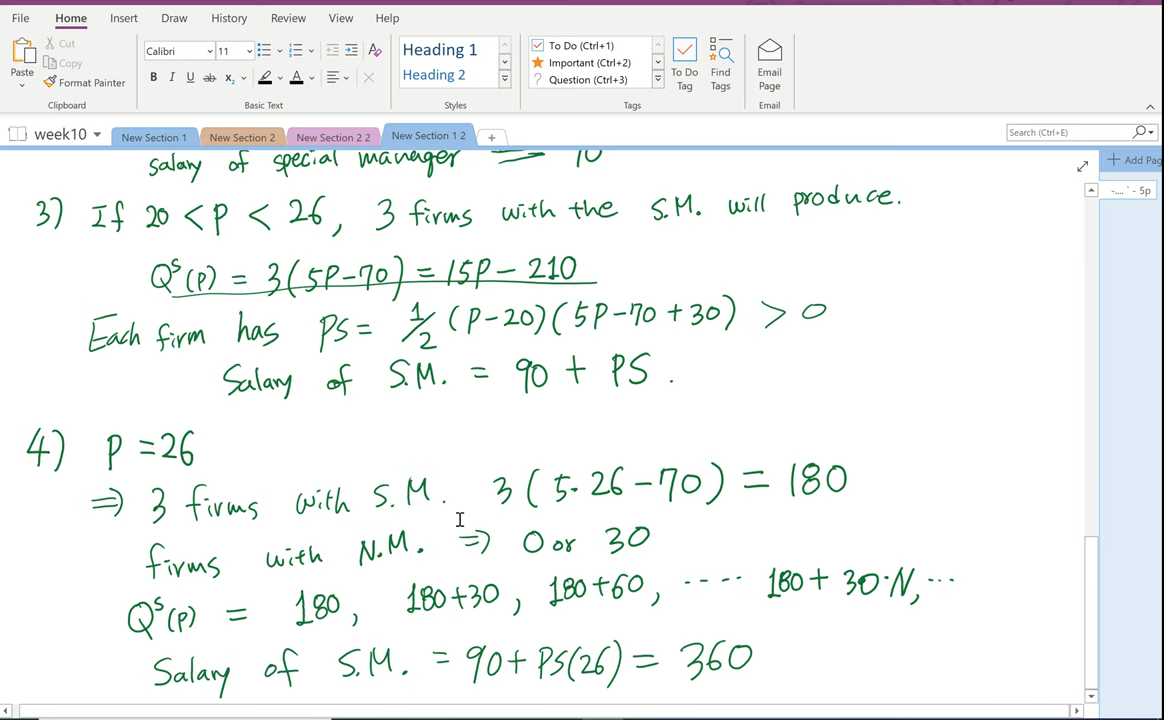 File Home Insert Draw History Review View Help
Paste
Cut
Copy
Format Painter
Clipboard
Calibri 11
B I U ab x₂ A
Basic Text
Heading 1
Heading 2
Styles
To Do (Ctrl+1)
Important (Ctrl+2)
Question (Ctrl+3)
Tags
To Do Tag
Find Tags
Email Page
Email
week10 New Section 1 New Section 2 New Section 2 2 New Section 1 2 +
Search (Ctrl+E)
+ Add Pag
-.... ` - 5p
salary of special manager = 10
3) If 20 < P < 26, 3 firms with the S.M. will produce.
Qˢ(P) = 3(5P-70) = 15P - 210
Each firm has PS = 1/2 (P-20)(5P-70+30) > 0
Salary of S.M. = 90 + PS.
4) P = 26
⇒ 3 firms with S.M. 3(5·26-70) = 180
firms with N.M. ⇒ 0 or 30
Qˢ(P) = 180, 180+30, 180+60, ---- 180+30·N, ...
Salary of S.M. = 90+PS(26) = 360